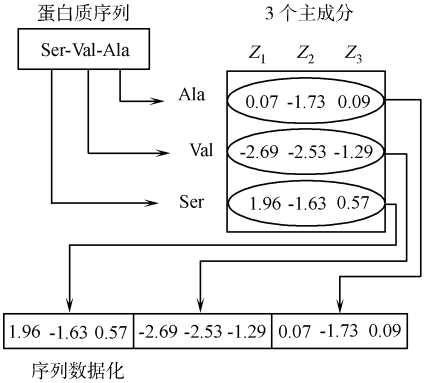 蛋白质序列
3 个主成分
Ser-Val-Ala
Z1 Z2 Z3
Ala 0.07 -1.73 0.09
Val -2.69 -2.53 -1.29
Ser 1.96 -1.63 0.57
1.96 -1.63 0.57 -2.69 -2.53 -1.29 0.07 -1.73 0.09
序列数据化